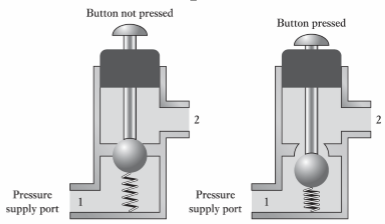 Button not pressed
Button pressed
2
2
Pressure
supply port
1
Pressure
supply port
1